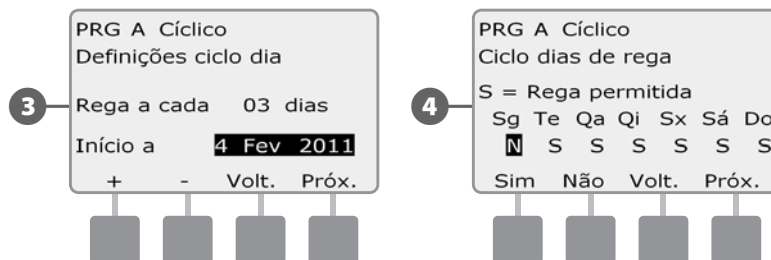 3
PRG A Cíclico
Definições ciclo dia
Rega a cada 03 dias
Início a 4 Fev 2011
+ - Volt. Próx.
4
PRG A Cíclico
Ciclo dias de rega
S = Rega permitida
Sg Te Qa Qi Sx Sá Do
N S S S S S S
Sim Não Volt. Próx.